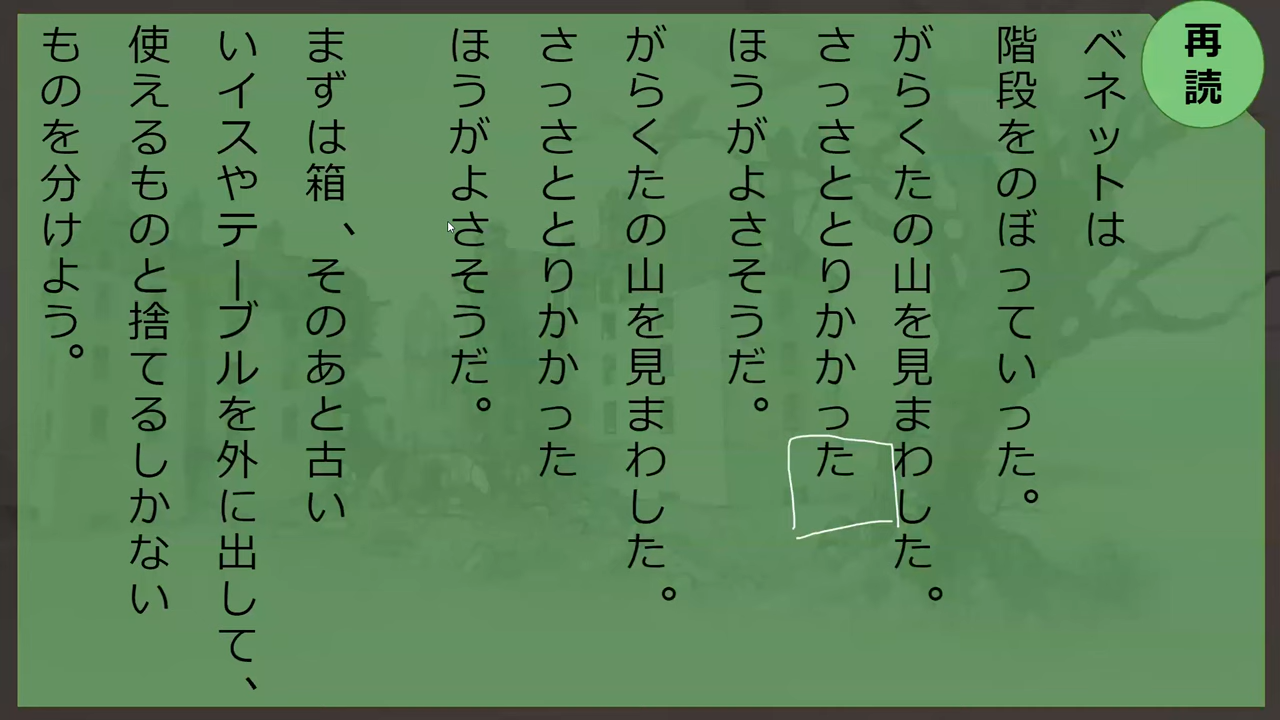 再読
ベネットは
階段をのぼっていった。
がらくたの山を見まわした。
さっさととりかかった
ほうがよさそうだ。
がらくたの山を見まわした。
さっさととりかかった
ほうがよさそうだ。
まずは箱、そのあと古い
いイスやテーブルを外に出して、
使えるものと捨てるしかない
ものを分けよう。